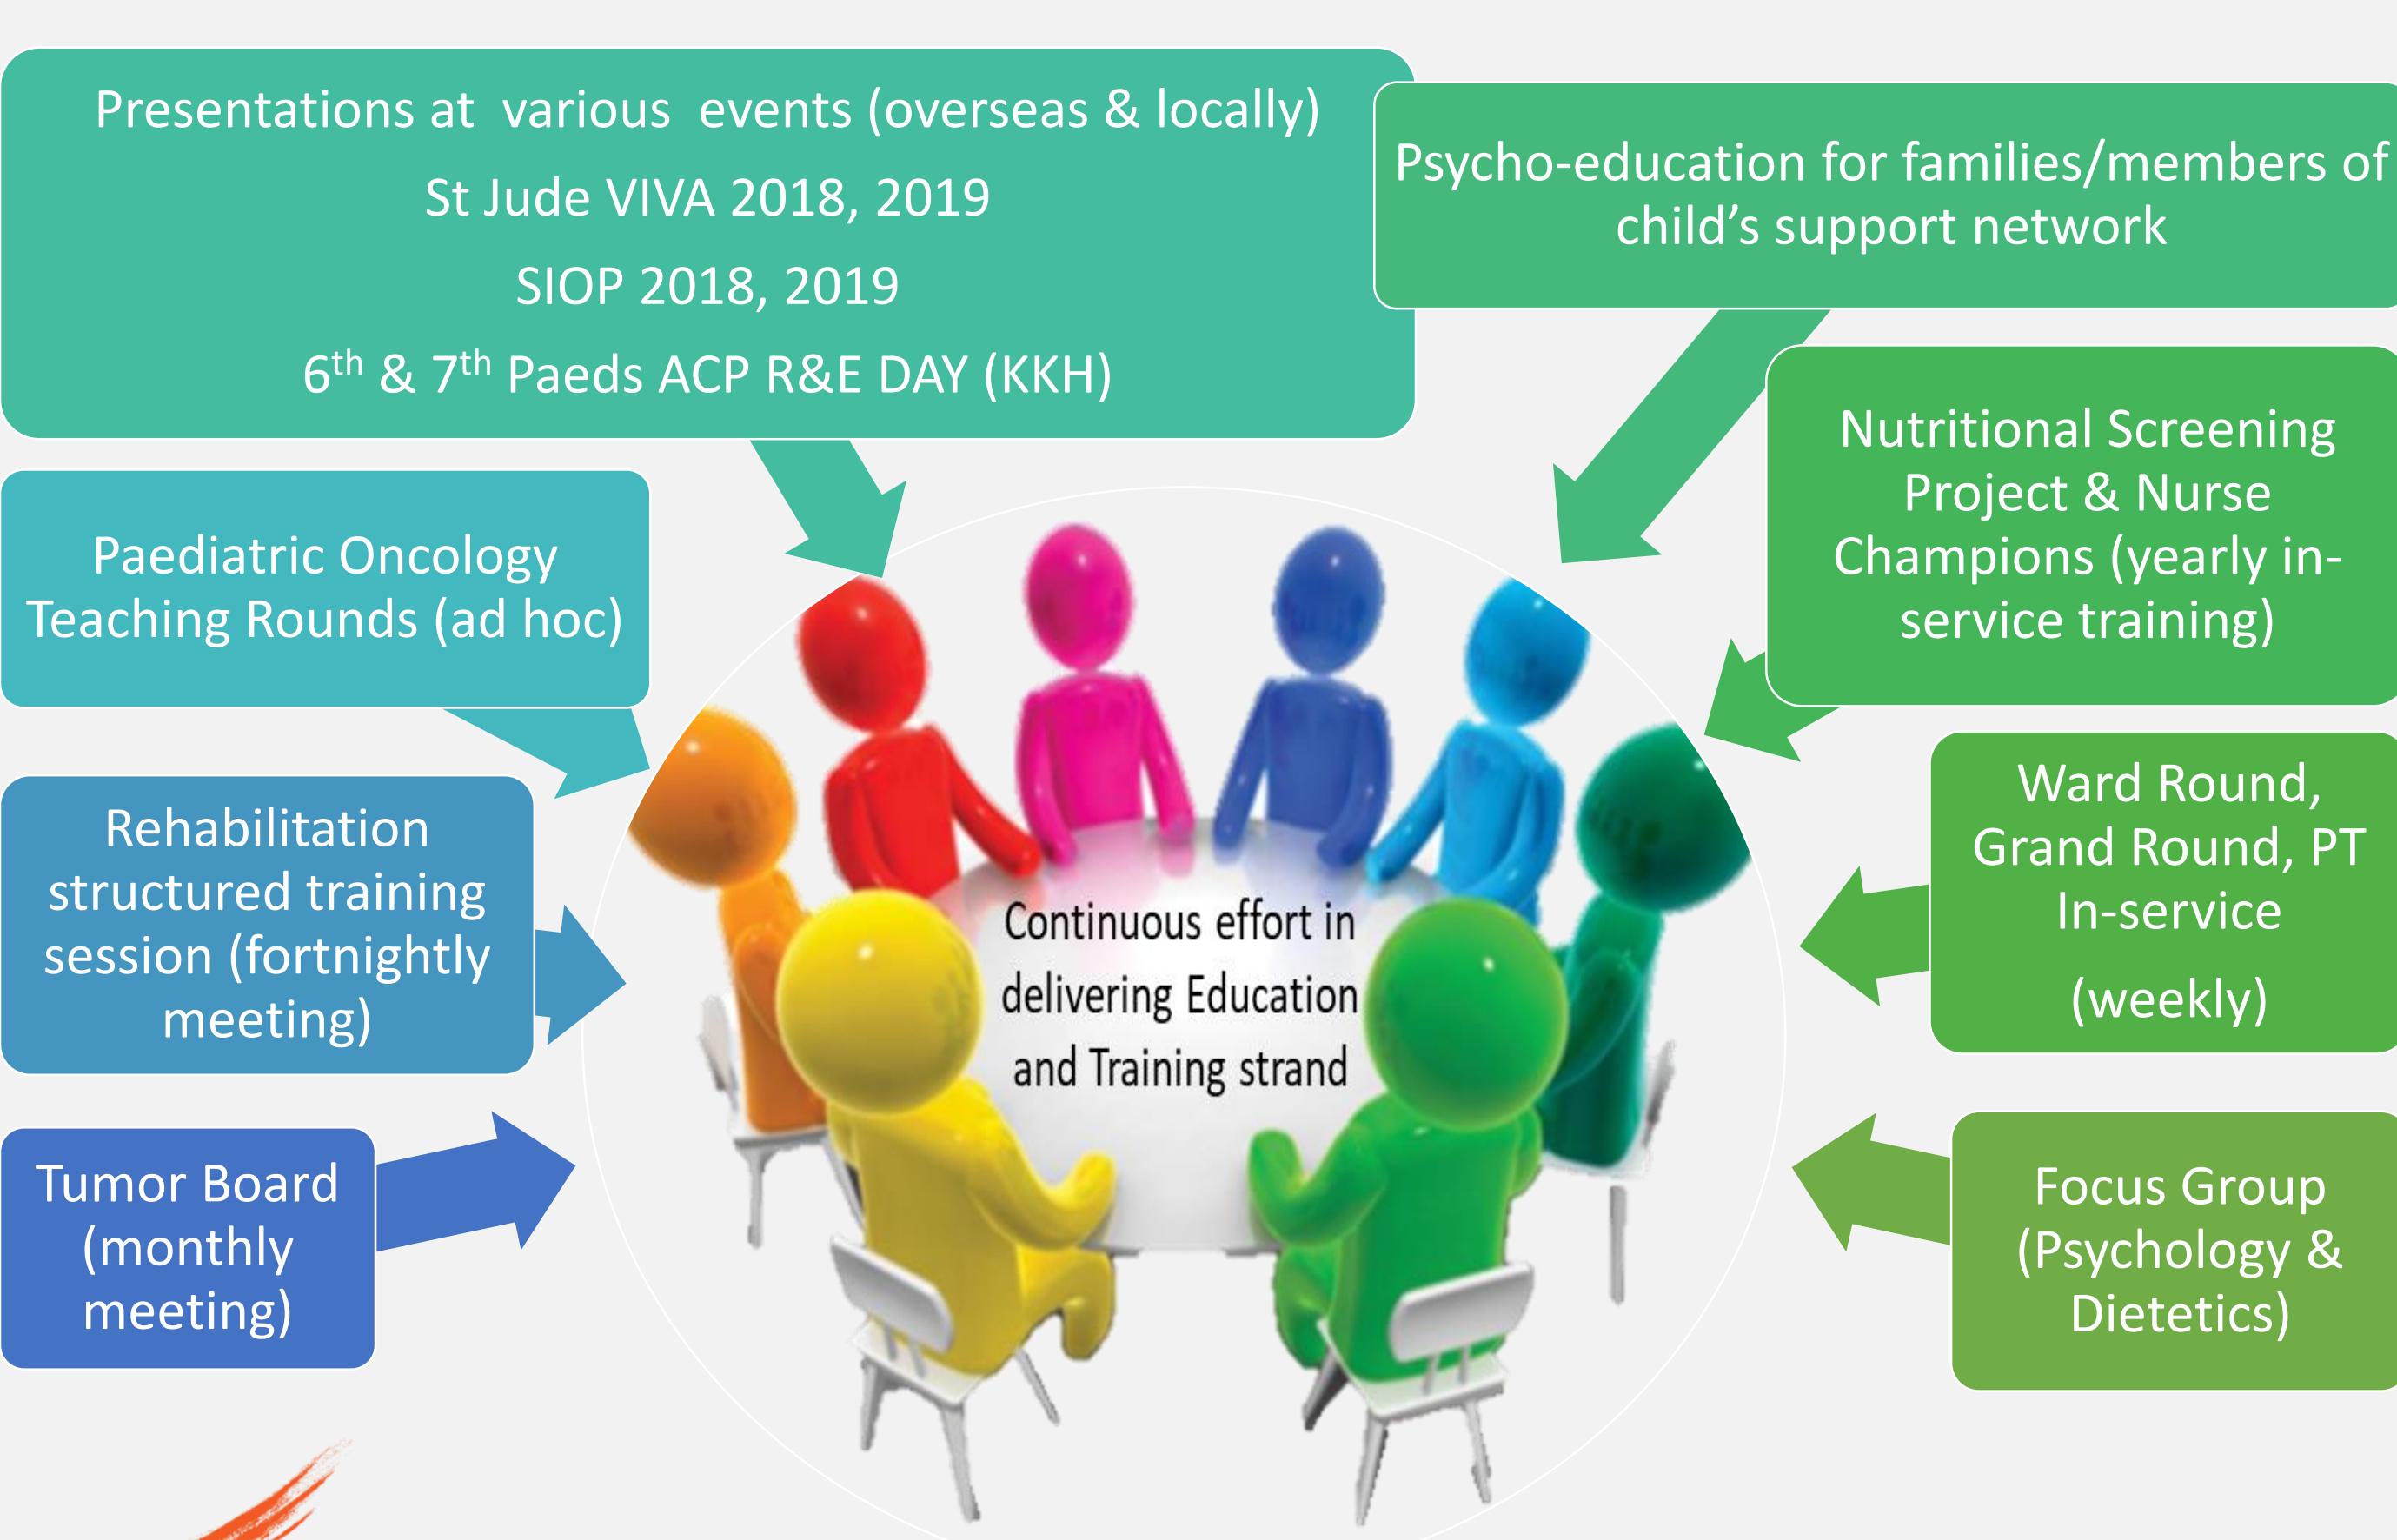 Presentations at various events (overseas & locally)
St Jude VIVA 2018, 2019
SIOP 2018, 2019
6th & 7th Paeds ACP R&E DAY (KKH)
Psycho-education for families/members of
child’s support network
Paediatric Oncology
Teaching Rounds (ad hoc)
Nutritional Screening
Project & Nurse
Champions (yearly in-
service training)
Rehabilitation
structured training
session (fortnightly
meeting)
Ward Round,
Grand Round, PT
In-service
(weekly)
Continuous effort in
delivering Education
and Training strand
Tumor Board
(monthly
meeting)
Focus Group
(Psychology &
Dietetics)